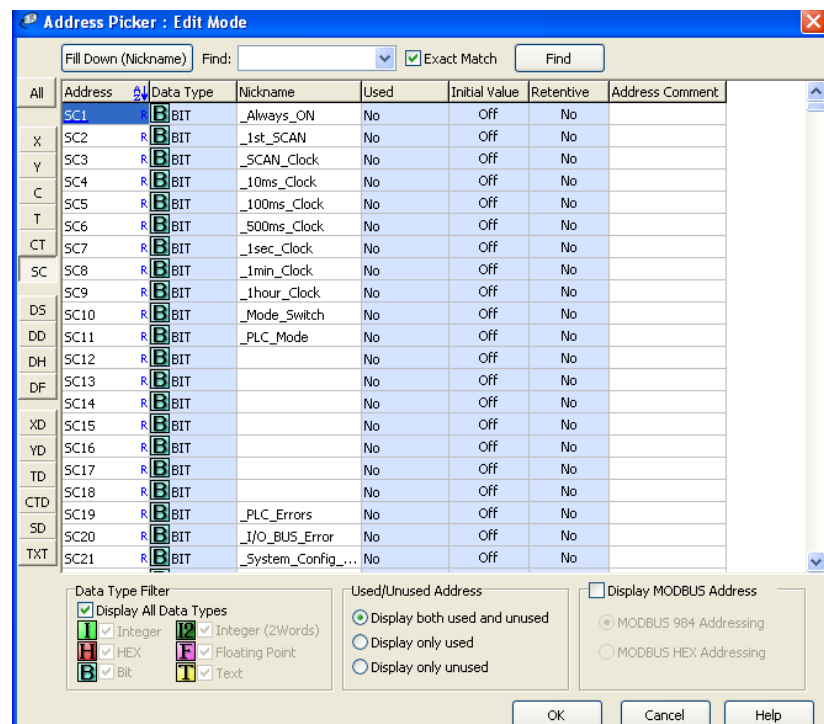 Address Picker : Edit Mode
Fill Down (Nickname) Find: Exact Match Find
All Address Data Type Nickname Used Initial Value Retentive Address Comment
SC1 R B BIT _Always_ON No Off No
X SC2 R B BIT _1st_SCAN No Off No
Y SC3 R B BIT _SCAN_Clock No Off No
C SC4 R B BIT _10ms_Clock No Off No
SC5 R B BIT _100ms_Clock No Off No
T SC6 R B BIT _500ms_Clock No Off No
CT SC7 R B BIT _1sec_Clock No Off No
SC SC8 R B BIT _1min_Clock No Off No
SC9 R B BIT _1hour_Clock No Off No
DS SC10 R B BIT _Mode_Switch No Off No
DD SC11 R B BIT _PLC_Mode No Off No
DH SC12 R B BIT No Off No
DF SC13 R B BIT No Off No
SC14 R B BIT No Off No
XD SC15 R B BIT No Off No
YD SC16 R B BIT No Off No
TD SC17 R B BIT No Off No
CTD SC18 R B BIT No Off No
SC19 R B BIT _PLC_Errors No Off No
SD SC20 R B BIT _I/O_BUS_Error No Off No
TXT SC21 R B BIT _System_Config_... No Off No
Data Type Filter Used/Unused Address Display MODBUS Address
Display All Data Types Display both used and unused MODBUS 984 Addressing
I Integer I2 Integer (2Words) Display only used
H HEX F Floating Point MODBUS HEX Addressing
B Bit T Text Display only unused
OK Cancel Help